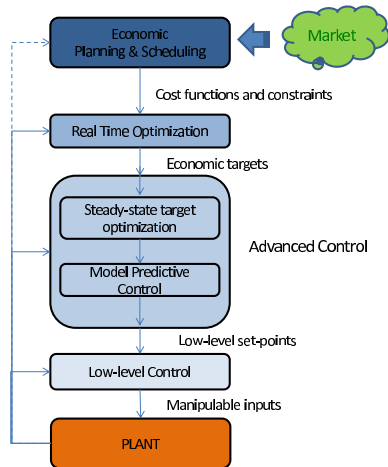 Economic
Planning & Scheduling
Market
Cost functions and constraints
Real Time Optimization
Economic targets
Steady-state target
optimization
Advanced Control
Model Predictive
Control
Low-level set-points
Low-level Control
Manipulable inputs
PLANT